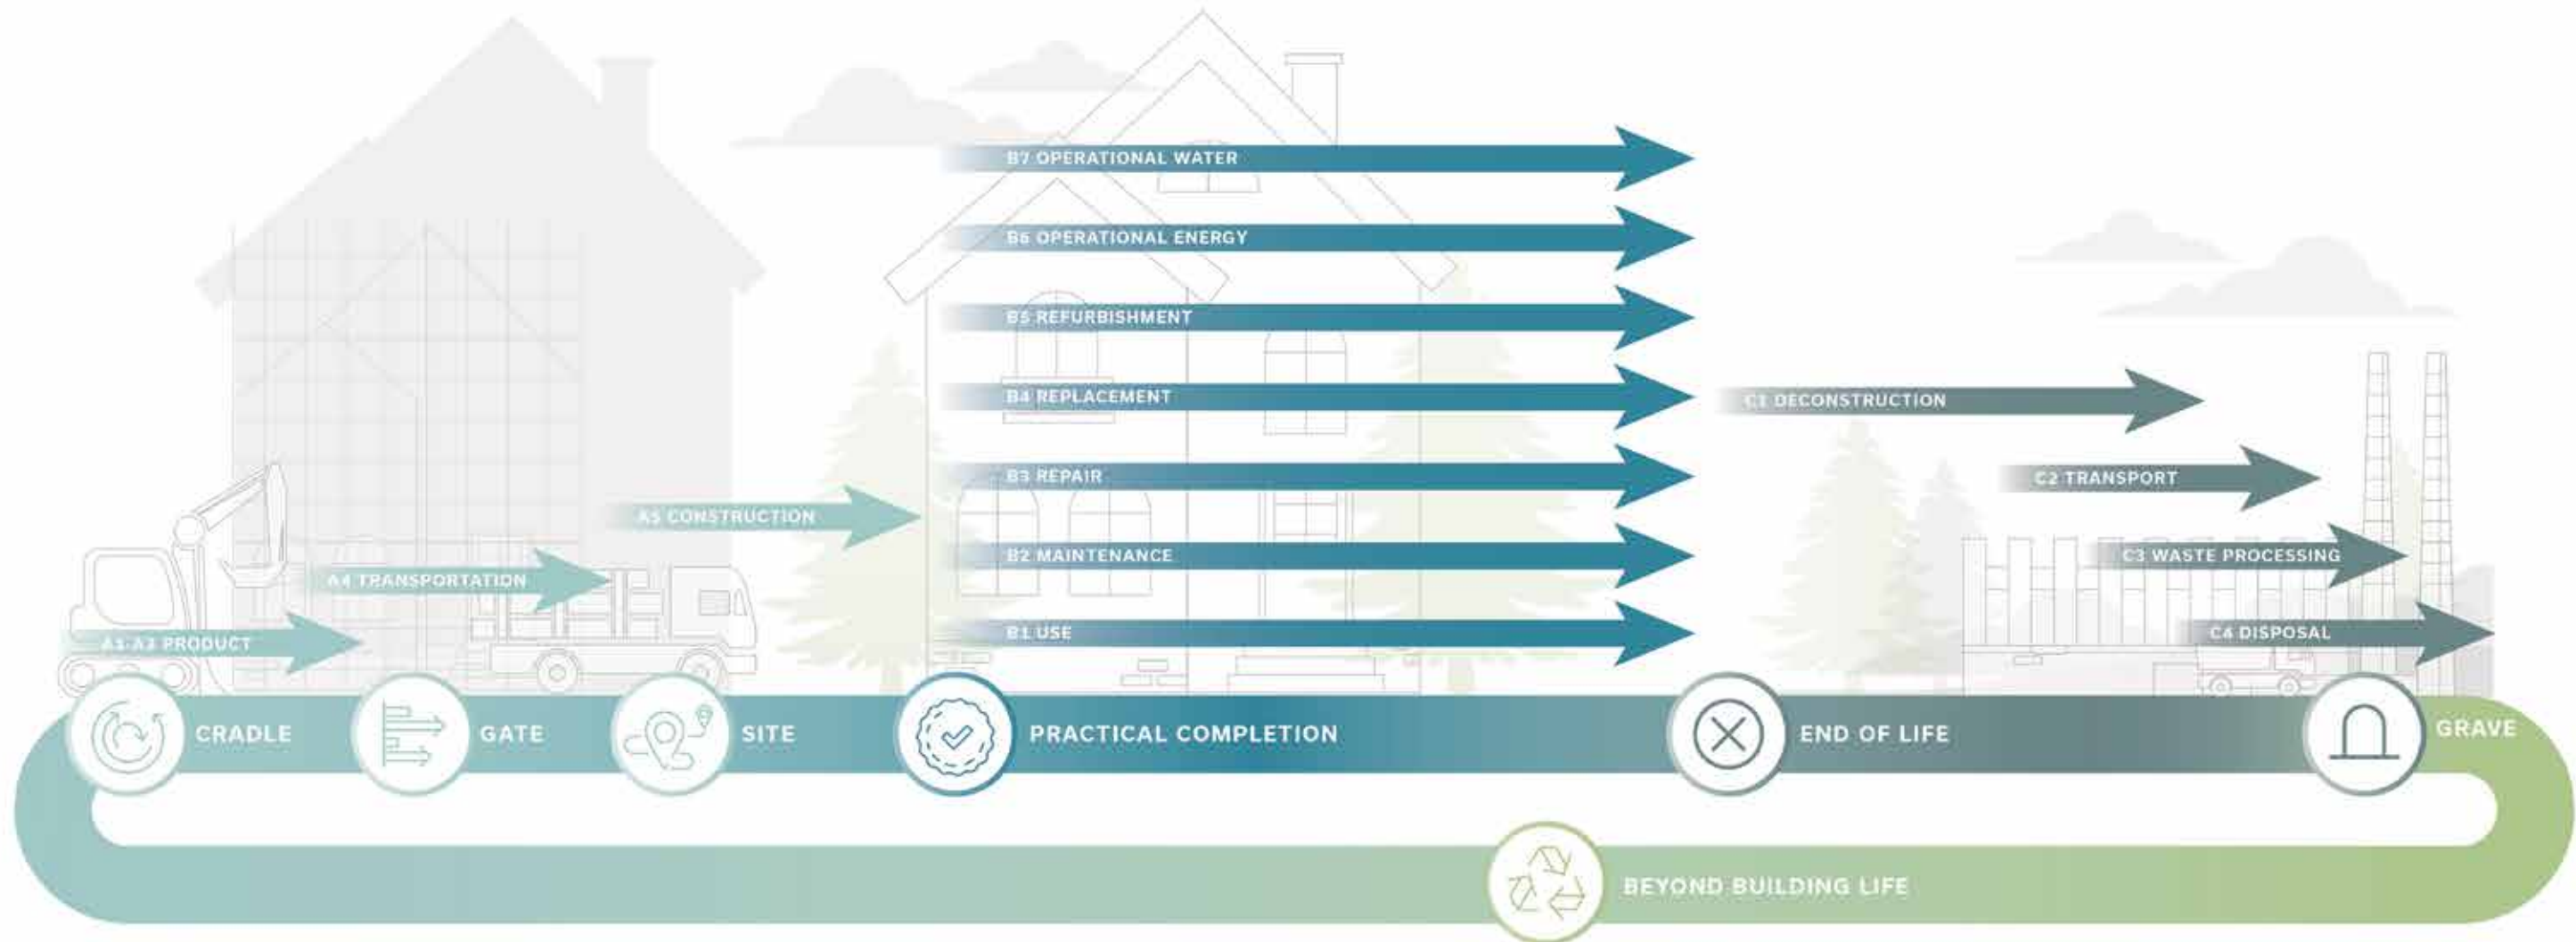 B7 OPERATIONAL WATER
B6 OPERATIONAL ENERGY
B5 REFURBISHMENT
B4 REPLACEMENT
C1 DECONSTRUCTION
B3 REPAIR
C2 TRANSPORT
A5 CONSTRUCTION
B2 MAINTENANCE
C3 WASTE PROCESSING
A4 TRANSPORTATION
B1 USE
C4 DISPOSAL
A1-A3 PRODUCT
CRADLE
GATE
SITE
PRACTICAL COMPLETION
END OF LIFE
GRAVE
BEYOND BUILDING LIFE